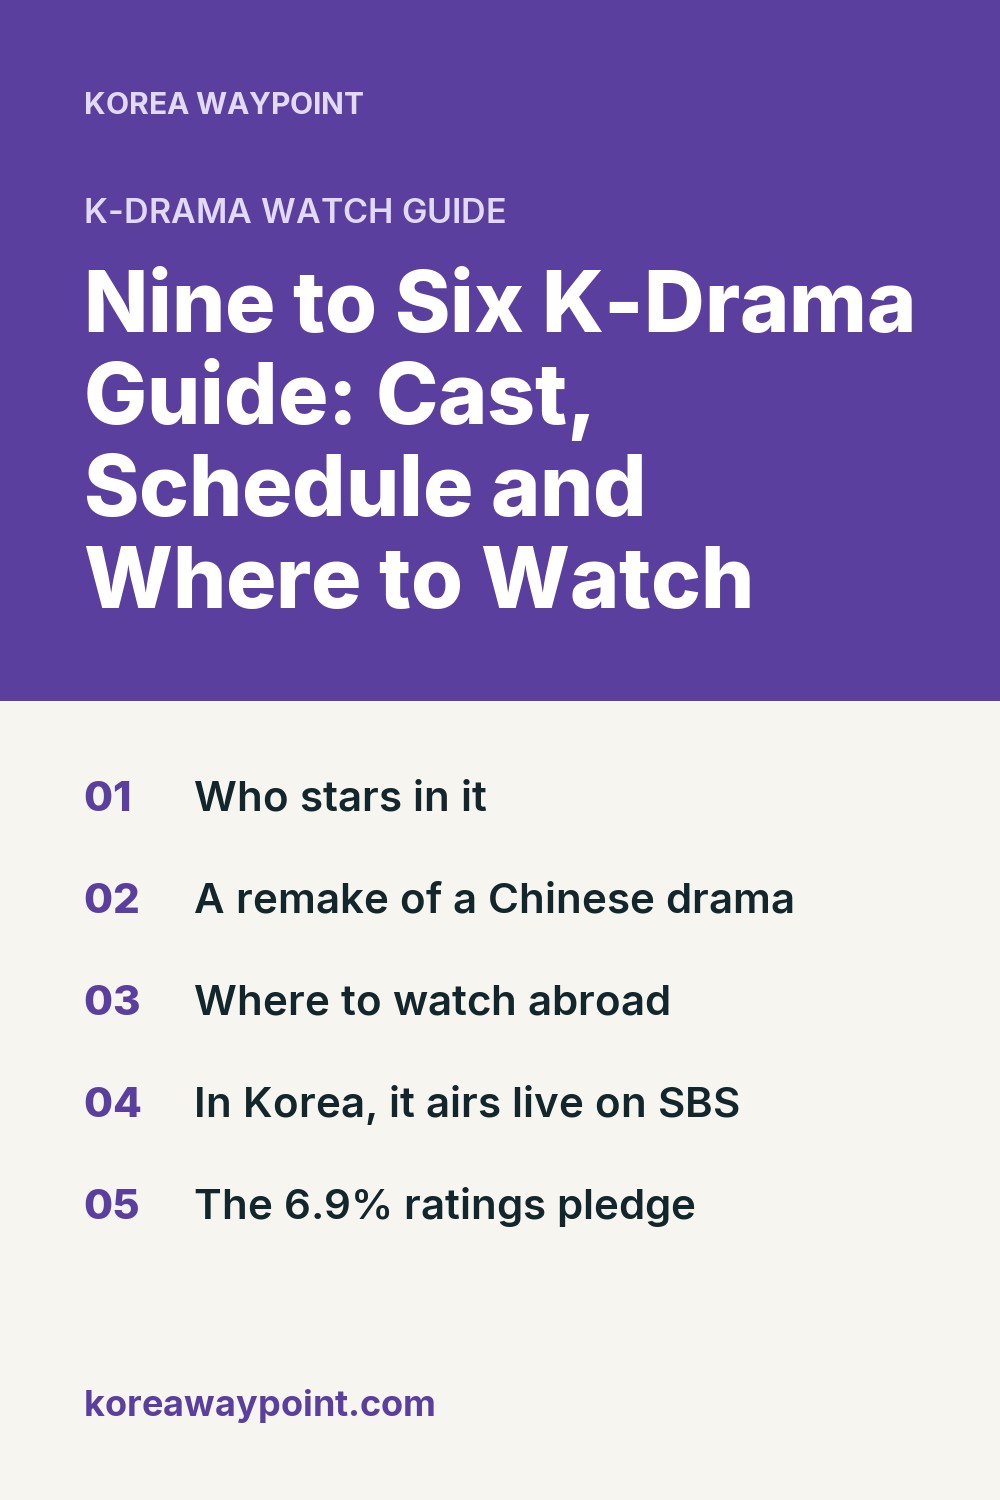 KOREA WAYPOINT
K-DRAMA WATCH GUIDE
Nine to Six K-Drama
Guide: Cast,
Schedule and
Where to Watch
01 Who stars in it
02 A remake of a Chinese drama
03 Where to watch abroad
04 In Korea, it airs live on SBS
05 The 6.9% ratings pledge
koreawaypoint.com